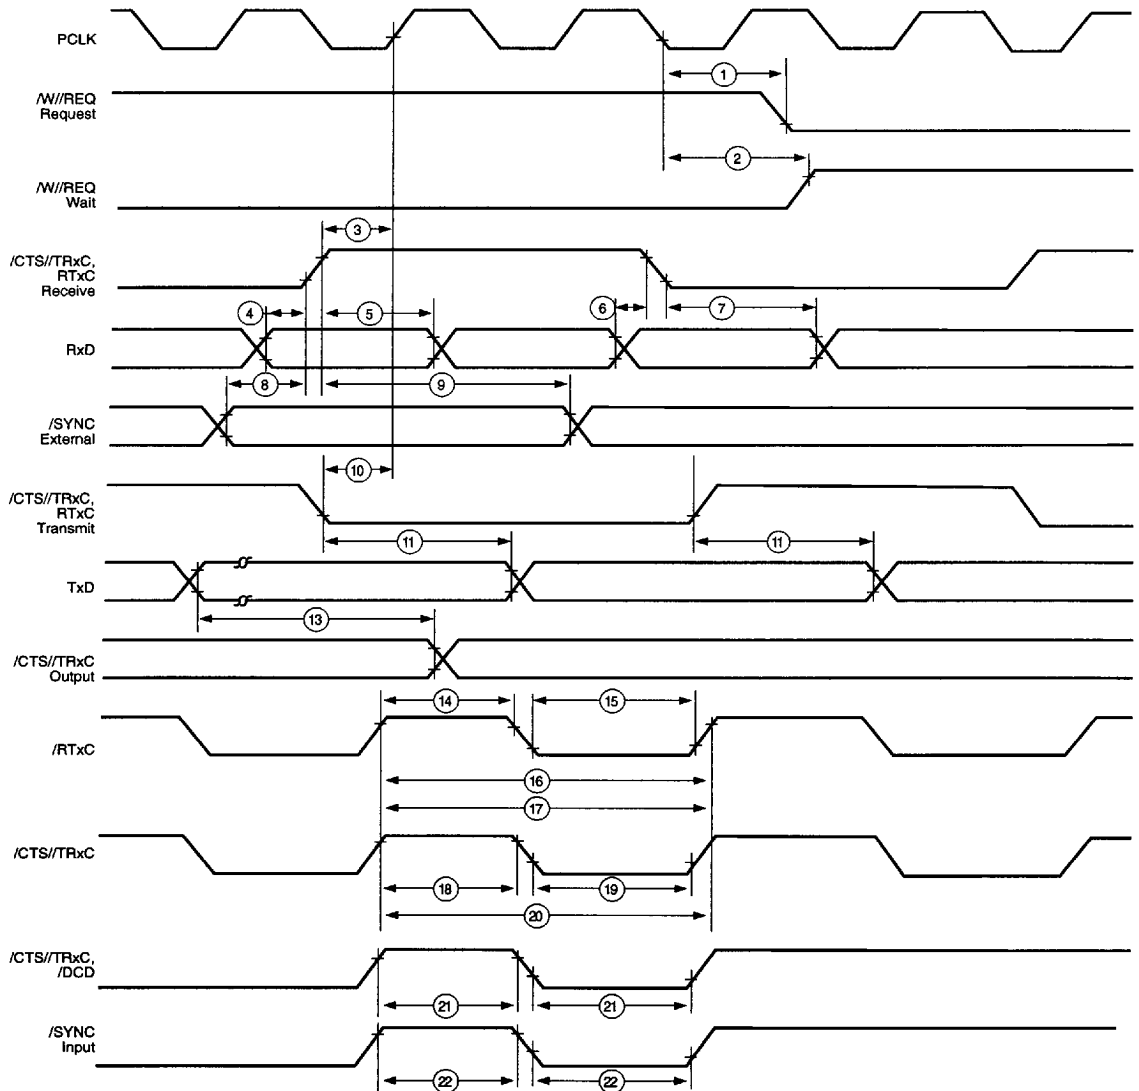 PCLK
1
/W//REQ
Request
2
/W//REQ
Wait
3
/CTS//TRxC,
RTxC
Receive
4
5
6
7
RxD
8
9
/SYNC
External
10
/CTS//TRxC,
RTxC
Transmit
11
11
TxD
13
/CTS//TRxC
Output
14
15
/RTxC
16
17
/CTS//TRxC
18
19
20
/CTS//TRxC,
/DCD
21
21
/SYNC
Input
22
22